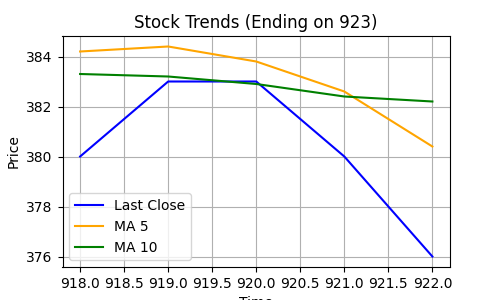 Stock Trends (Ending on 923)
Price
384
382
380
378
376
Last Close
MA 5
MA 10
918.0 918.5 919.0 919.5 920.0 920.5 921.0 921.5 922.0
Time